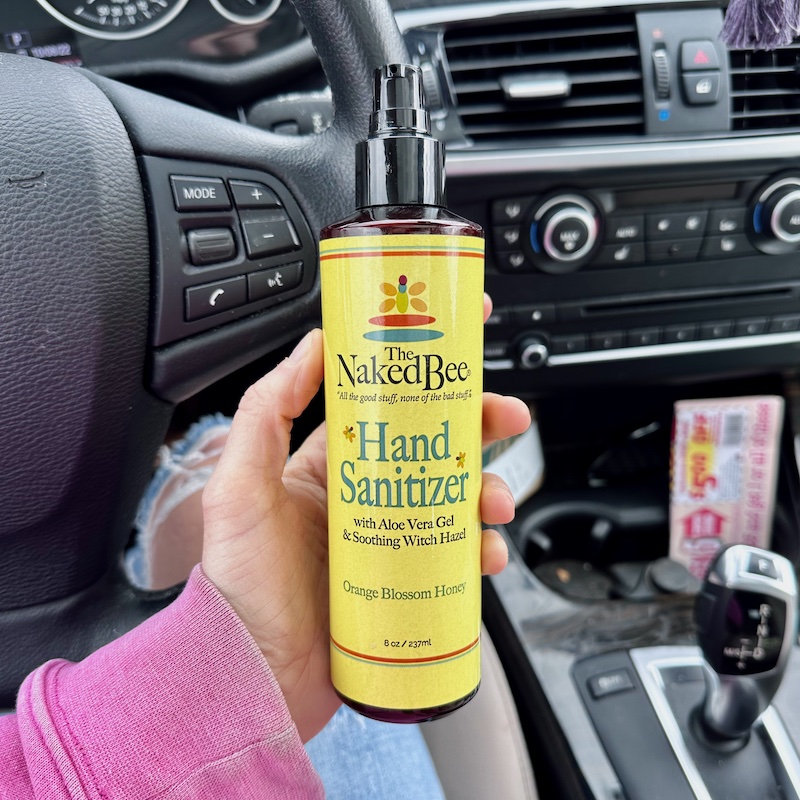 MODE
+
−
The
NakedBee®
"All the good stuff, none of the bad stuff."
Hand
Sanitizer
with Aloe Vera Gel
& Soothing Witch Hazel
Orange Blossom Honey
8 oz / 237ml
P
R
N
D